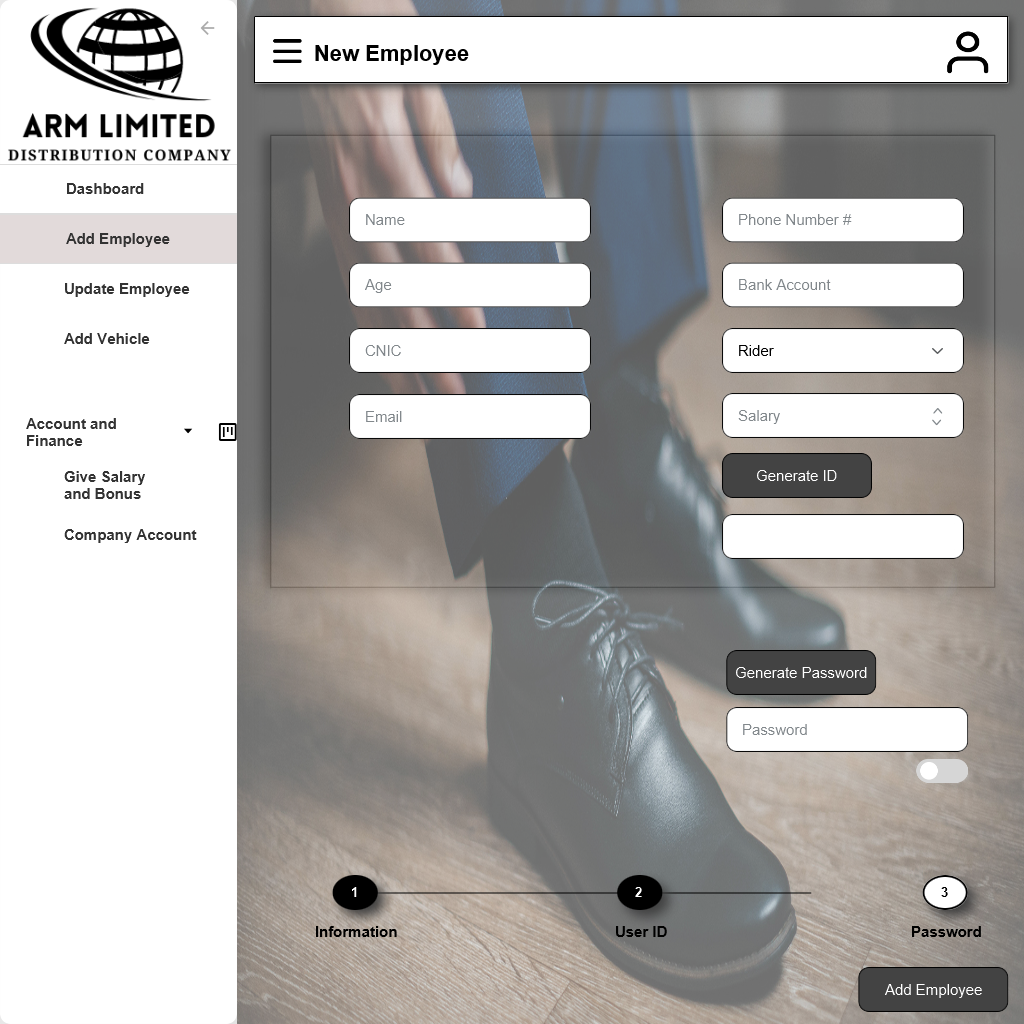 ARM LIMITED
DISTRIBUTION COMPANY
Dashboard
Add Employee
Update Employee
Add Vehicle
Account and
Finance
Give Salary
and Bonus
Company Account
New Employee
Name
Phone Number #
Age
Bank Account
CNIC
Rider
Email
Salary
Generate ID
Generate Password
Password
1
2
3
Information
User ID
Password
Add Employee